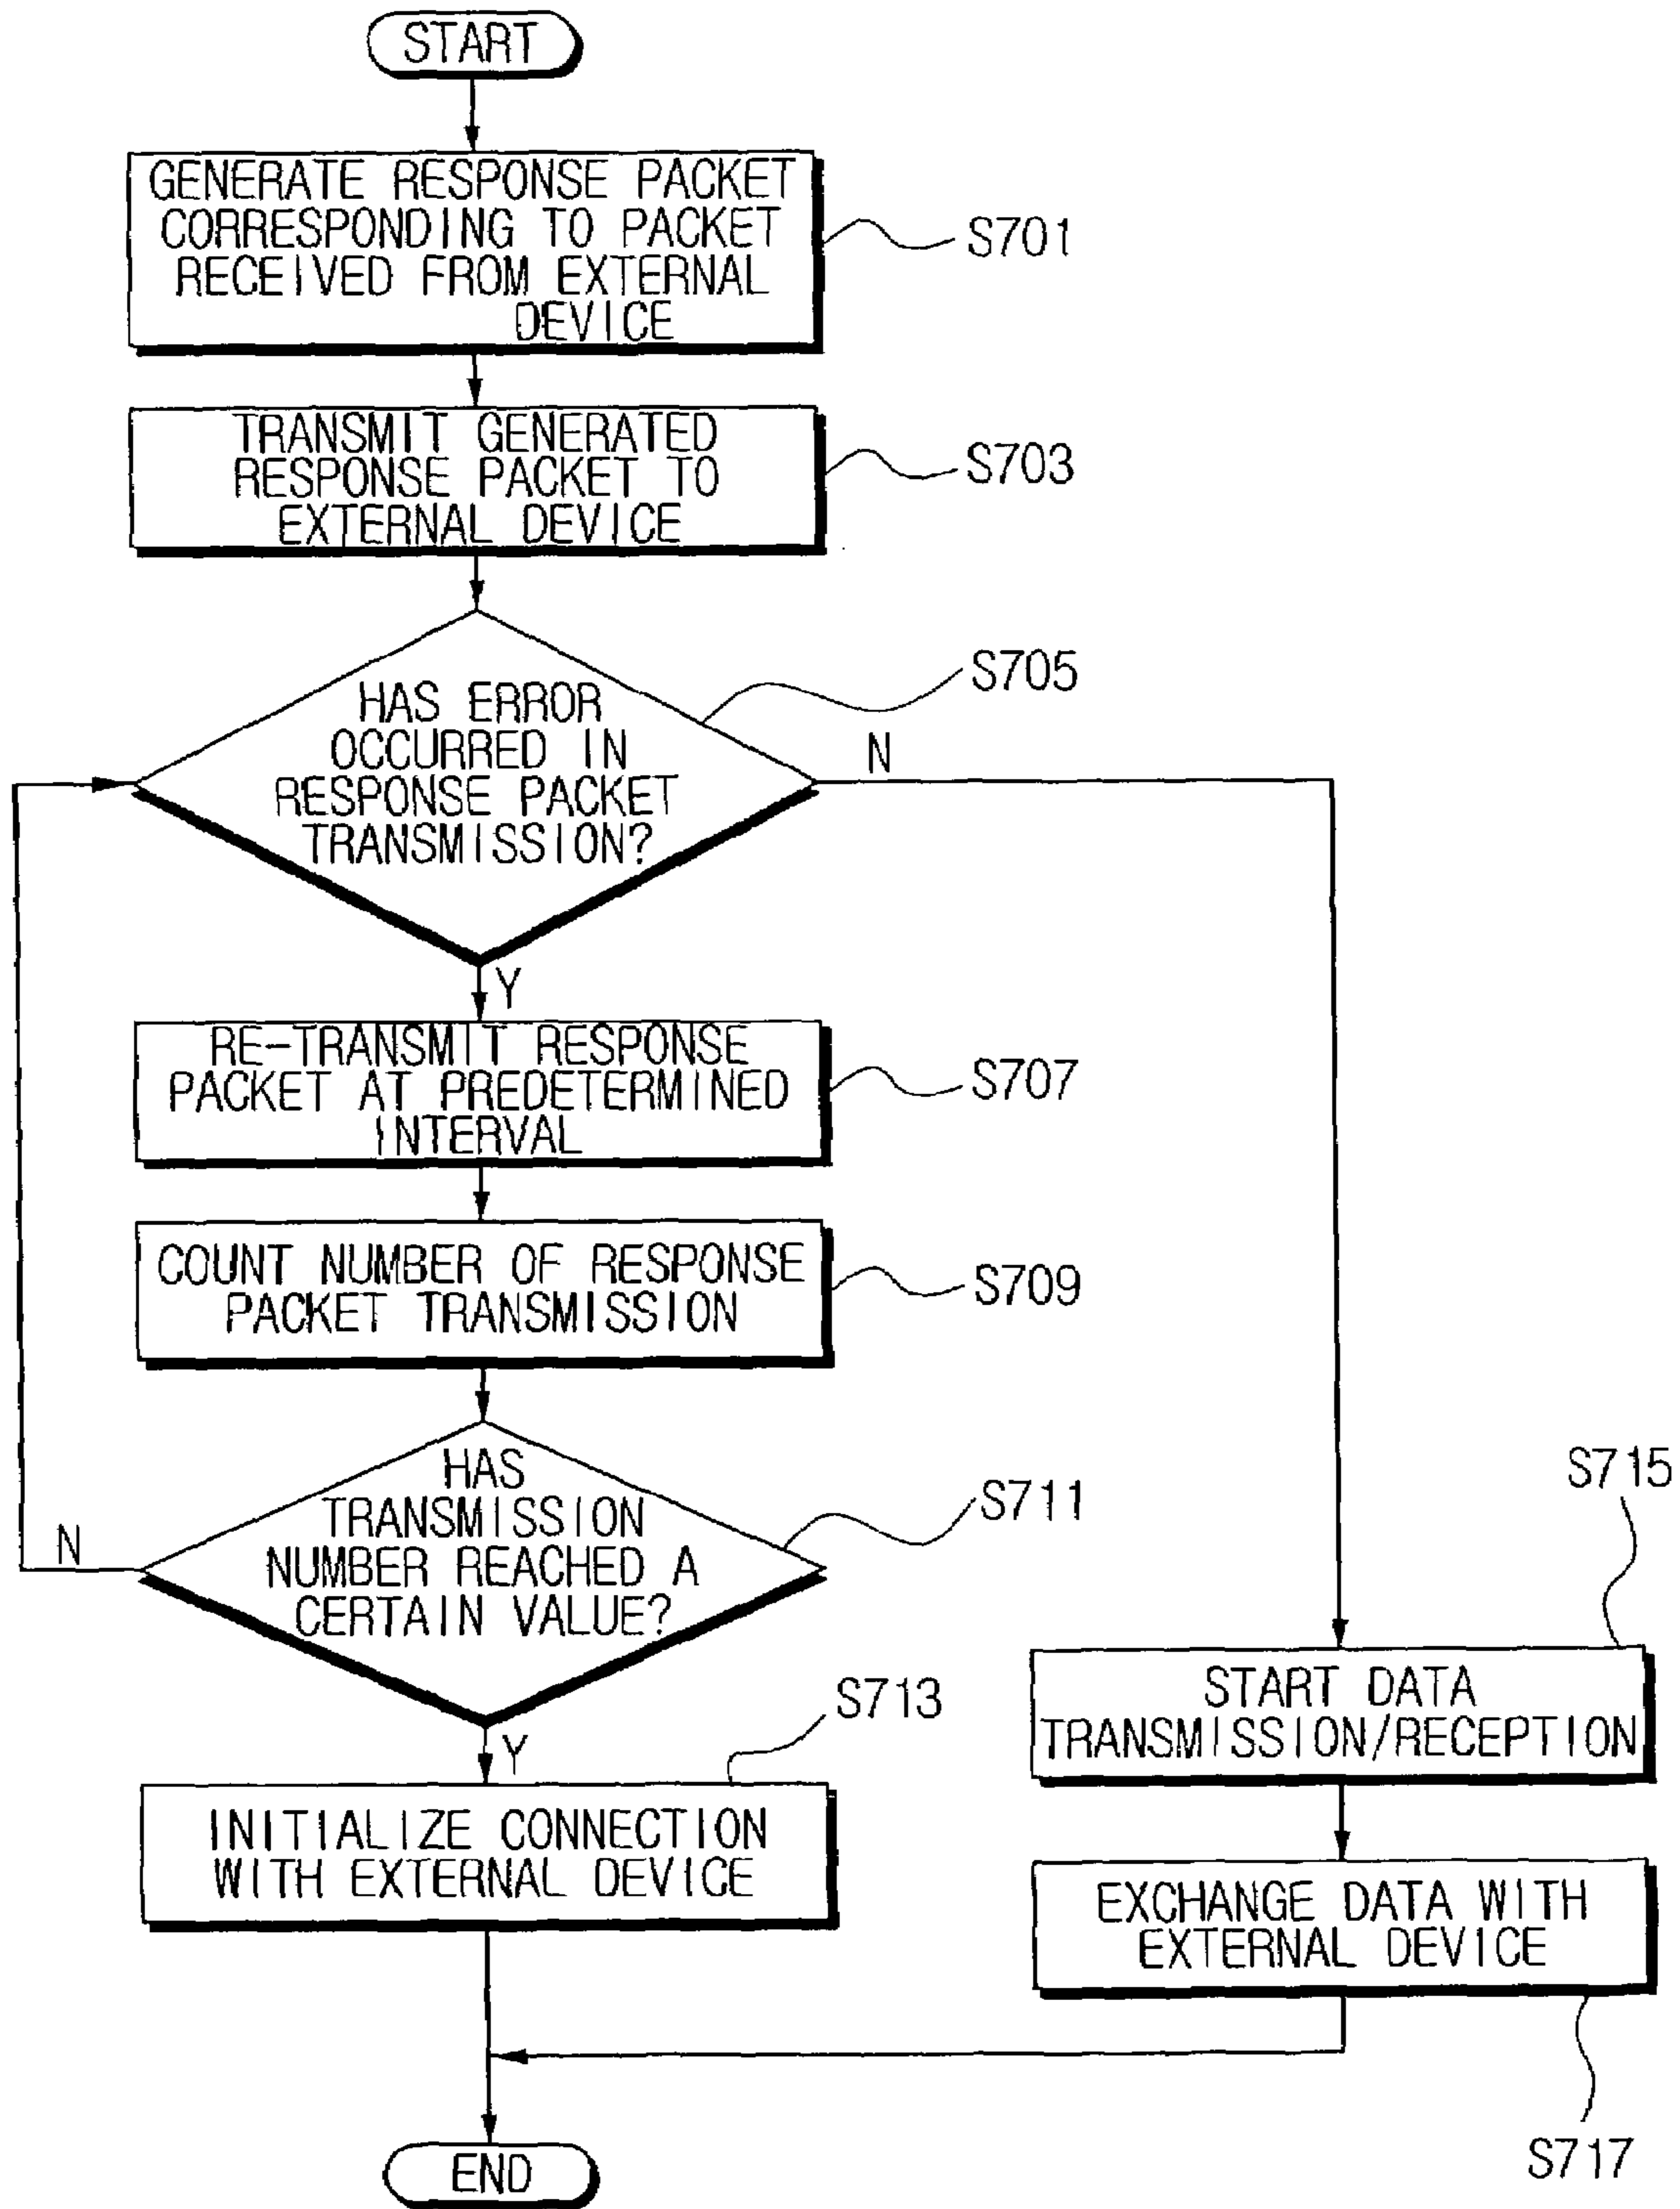 START
GENERATE RESPONSE PACKET
CORRESPONDING TO PACKET
RECEIVED FROM EXTERNAL
DEVICE
S701
TRANSMIT GENERATED
RESPONSE PACKET TO
EXTERNAL DEVICE
S703
HAS ERROR
OCCURRED IN
RESPONSE PACKET
TRANSMISSION?
S705
N
Y
RE-TRANSMIT RESPONSE
PACKET AT PREDETERMINED
INTERVAL
S707
COUNT NUMBER OF RESPONSE
PACKET TRANSMISSION
S709
HAS
TRANSMISSION
NUMBER REACHED A
CERTAIN VALUE?
S711
N
Y
INITIALIZE CONNECTION
WITH EXTERNAL DEVICE
S713
START DATA
TRANSMISSION/RECEPTION
S715
EXCHANGE DATA WITH
EXTERNAL DEVICE
S717
END